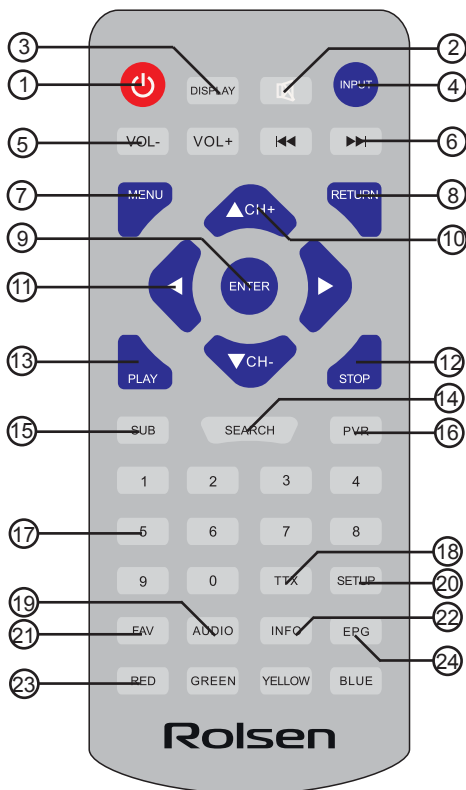 3 2
1 DISPLAY INPUT 4
5 VOL- VOL+ 6
7 MENU RETURN 8
CH+
9 10
11 ENTER
13 CH- 12
PLAY STOP
14
15 SUB SEARCH PVR 16
1 2 3 4
17 5 6 7 8
18
9 0 TTX SETUP 20
19
21 FAV AUDIO INFO EPG 22
24
23 RED GREEN YELLOW BLUE
Rolsen